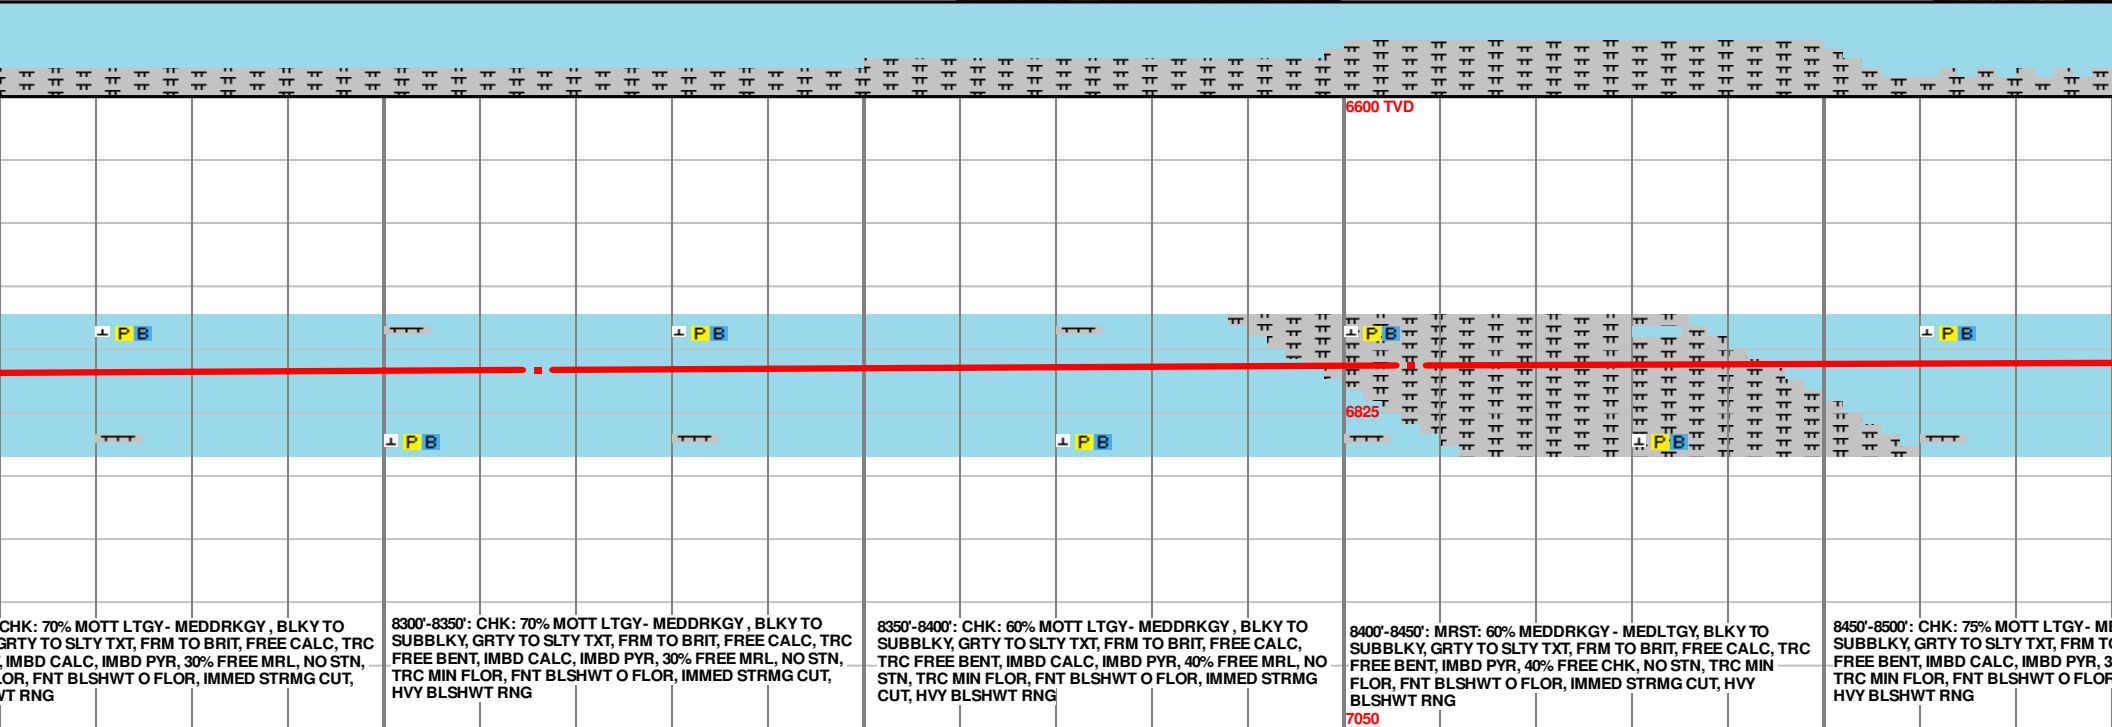 6600 TVD
P B
P B
P B
P B
6825
P B
P B
P B
CHK: 70% MOTT LTGY- MEDDRKGY , BLKY TO
GRTY TO SLTY TXT, FRM TO BRIT, FREE CALC, TRC
, IMBD CALC, IMBD PYR, 30% FREE MRL, NO STN,
LOR, FNT BLSHWT O FLOR, IMMED STRMG CUT,
WT RNG
8300'-8350': CHK: 70% MOTT LTGY- MEDDRKGY , BLKY TO
SUBBLKY, GRTY TO SLTY TXT, FRM TO BRIT, FREE CALC, TRC
FREE BENT, IMBD CALC, IMBD PYR, 30% FREE MRL, NO STN,
TRC MIN FLOR, FNT BLSHWT O FLOR, IMMED STRMG CUT,
HVY BLSHWT RNG
8350'-8400': CHK: 60% MOTT LTGY- MEDDRKGY , BLKY TO
SUBBLKY, GRTY TO SLTY TXT, FRM TO BRIT, FREE CALC,
TRC FREE BENT, IMBD CALC, IMBD PYR, 40% FREE MRL, NO
STN, TRC MIN FLOR, FNT BLSHWT O FLOR, IMMED STRMG
CUT, HVY BLSHWT RNG
8400'-8450': MRST: 60% MEDDRKGY - MEDLTGY, BLKY TO
SUBBLKY, GRTY TO SLTY TXT, FRM TO BRIT, FREE CALC, TRC
FREE BENT, IMBD PYR, 40% FREE CHK, NO STN, TRC MIN
FLOR, FNT BLSHWT O FLOR, IMMED STRMG CUT, HVY
BLSHWT RNG
8450'-8500': CHK: 75% MOTT LTGY- ME
SUBBLKY, GRTY TO SLTY TXT, FRM TO
FREE BENT, IMBD CALC, IMBD PYR, 
TRC MIN FLOR, FNT BLSHWT O FLOR
HVY BLSHWT RNG
7050